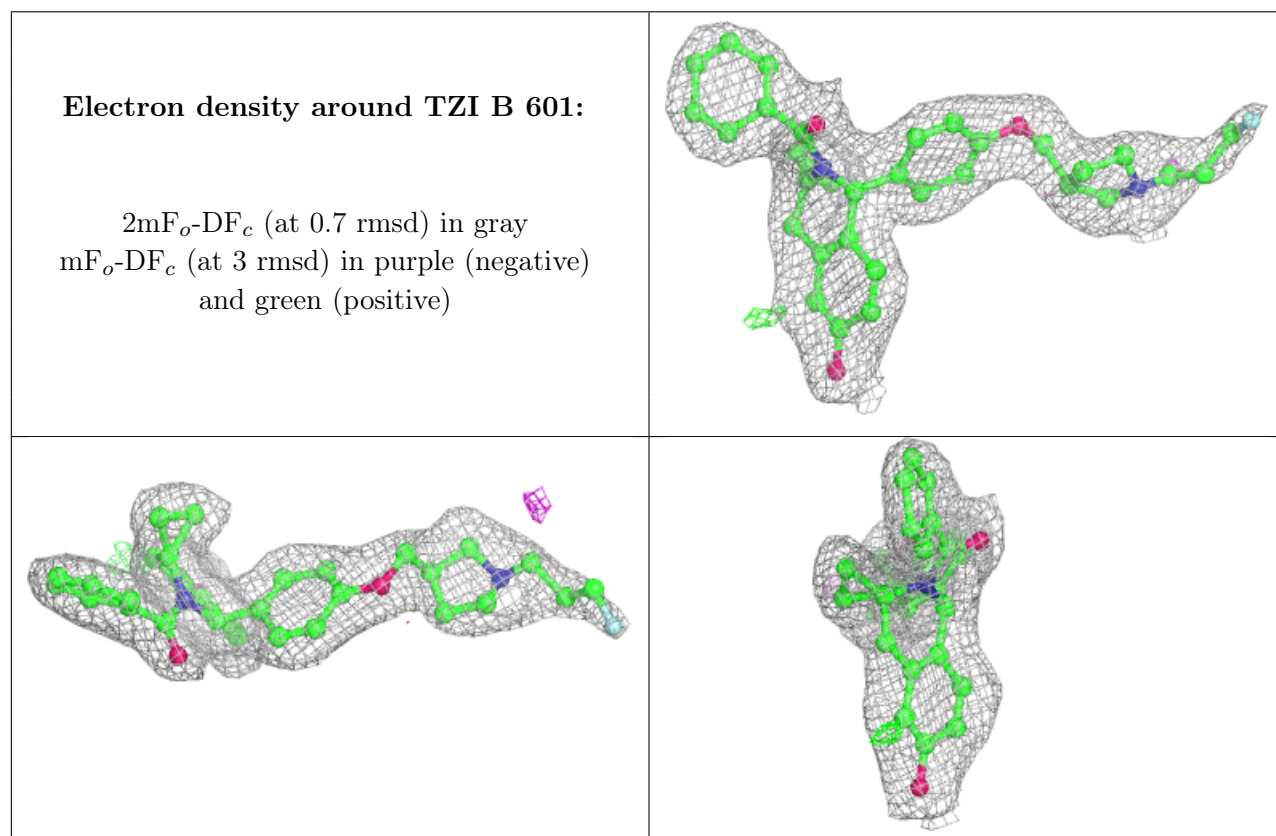 Electron density around TZI B 601:
2mFo-DFc (at 0.7 rmsd) in gray
mFo-DFc (at 3 rmsd) in purple (negative)
and green (positive)